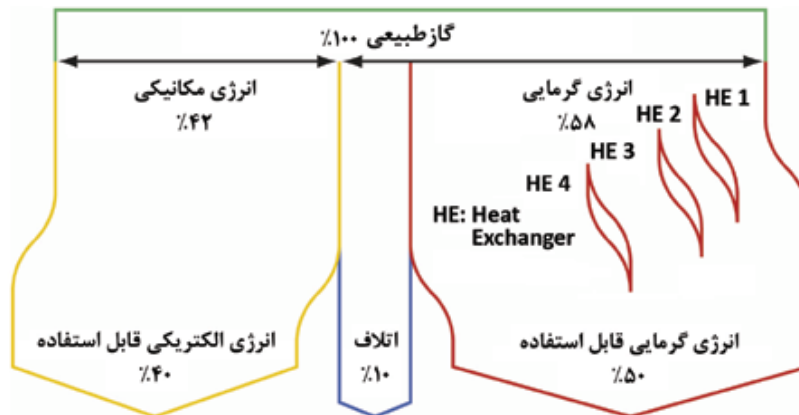 گازطبیعی ۱۰۰٪
انرژی مکانیکی
۴۲٪
انرژی گرمایی
۵۸٪
HE 1
HE 2
HE 3
HE 4
HE: Heat
Exchanger
انرژی الکتریکی قابل استفاده
۴۰٪
اتلاف
۱۰٪
انرژی گرمایی قابل استفاده
۵۰٪